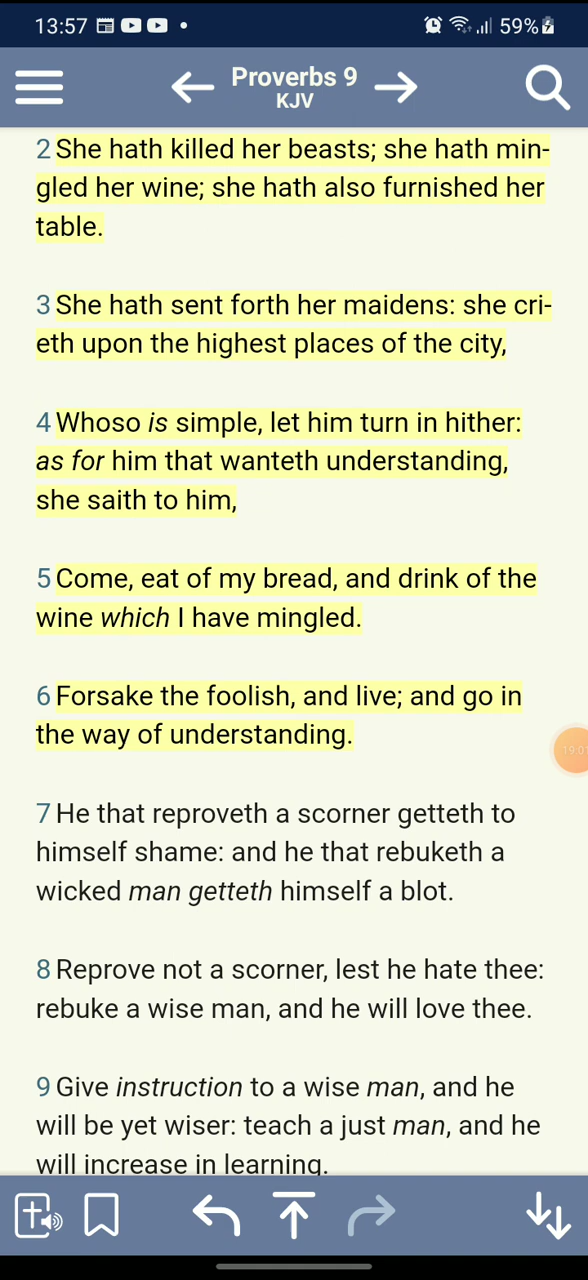 13:57
59%
Proverbs 9
KJV
2 She hath killed her beasts; she hath min-
gled her wine; she hath also furnished her
table.
3 She hath sent forth her maidens: she cri-
eth upon the highest places of the city,
4 Whoso is simple, let him turn in hither:
as for him that wanteth understanding,
she saith to him,
5 Come, eat of my bread, and drink of the
wine which I have mingled.
6 Forsake the foolish, and live; and go in
the way of understanding.
19:01
7 He that reproveth a scorner getteth to
himself shame: and he that rebuketh a
wicked man getteth himself a blot.
8 Reprove not a scorner, lest he hate thee:
rebuke a wise man, and he will love thee.
9 Give instruction to a wise man, and he
will be yet wiser: teach a just man, and he
will increase in learning.